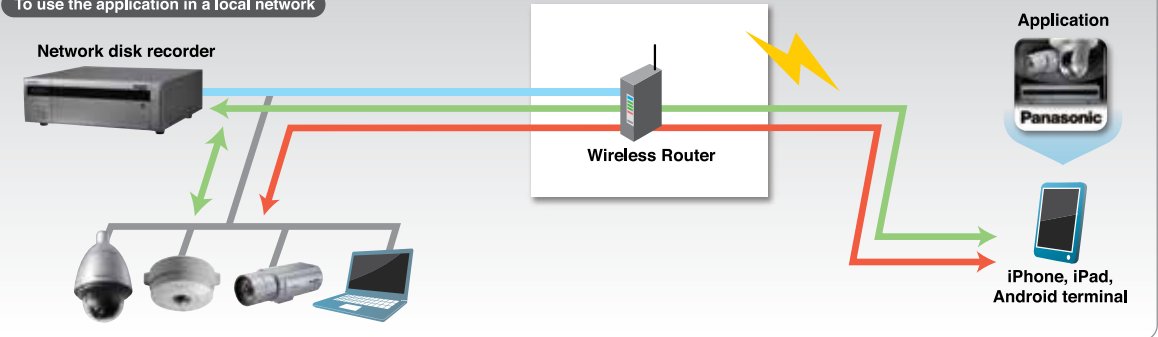 To use the application in a local network
Network disk recorder
Application
Panasonic
Wireless Router
iPhone, iPad,
Android terminal